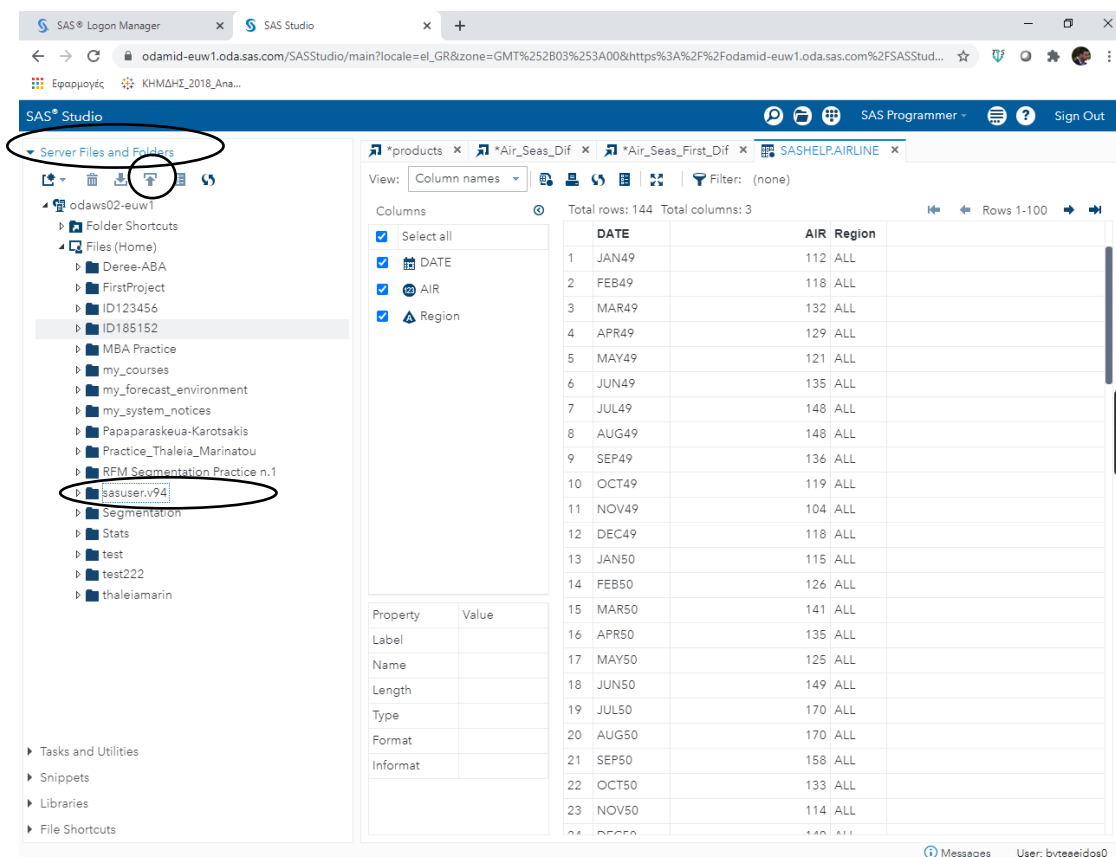 SAS® Logon Manager
SAS Studio
odamid-euw1.oda.sas.com/SASStudio/main?locale=el_GR&zone=GMT%252B03%253A00&https%3A%2F%2Fodamid-euw1.oda.sas.com%2FSASStud...
Εφαρμογές ΚΗΜΔΗΣ_2018_Ana...
SAS® Studio
SAS Programmer
Sign Out
Server Files and Folders
odaws02-euw1
Folder Shortcuts
Files (Home)
Deree-ABA
FirstProject
ID123456
ID185152
MBA Practice
my_courses
my_forecast_environment
my_system_notices
Papaparaskeua-Karotsakis
Practice_Thaleia_Marinatou
RFM Segmentation Practice n.1
sasuser.v94
Segmentation
Stats
test
test222
thaleiamarin
Tasks and Utilities
Snippets
Libraries
File Shortcuts
*products *Air_Seas_Dif *Air_Seas_First_Dif SASHELP.AIRLINE
View: Column names Filter: (none)
Columns
Select all
DATE
AIR
Region
Property Value
Label
Name
Length
Type
Format
Informat
Total rows: 144 Total columns: 3 Rows 1-100
DATE AIR Region
1 JAN49 112 ALL
2 FEB49 118 ALL
3 MAR49 132 ALL
4 APR49 129 ALL
5 MAY49 121 ALL
6 JUN49 135 ALL
7 JUL49 148 ALL
8 AUG49 148 ALL
9 SEP49 136 ALL
10 OCT49 119 ALL
11 NOV49 104 ALL
12 DEC49 118 ALL
13 JAN50 115 ALL
14 FEB50 126 ALL
15 MAR50 141 ALL
16 APR50 135 ALL
17 MAY50 125 ALL
18 JUN50 149 ALL
19 JUL50 170 ALL
20 AUG50 170 ALL
21 SEP50 158 ALL
22 OCT50 133 ALL
23 NOV50 114 ALL
24 DEC50 140 ALL
Messages User: